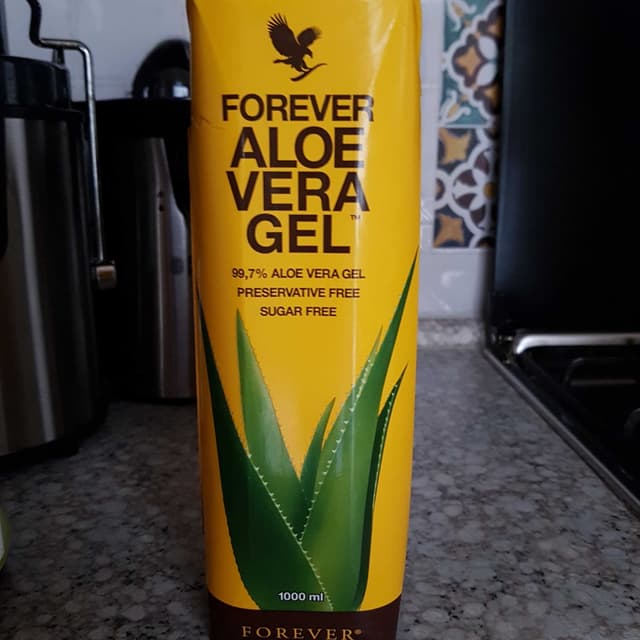 FOREVER
ALOE
VERA
GEL™
99,7% ALOE VERA GEL
PRESERVATIVE FREE
SUGAR FREE
1000 ml
FOREVER®